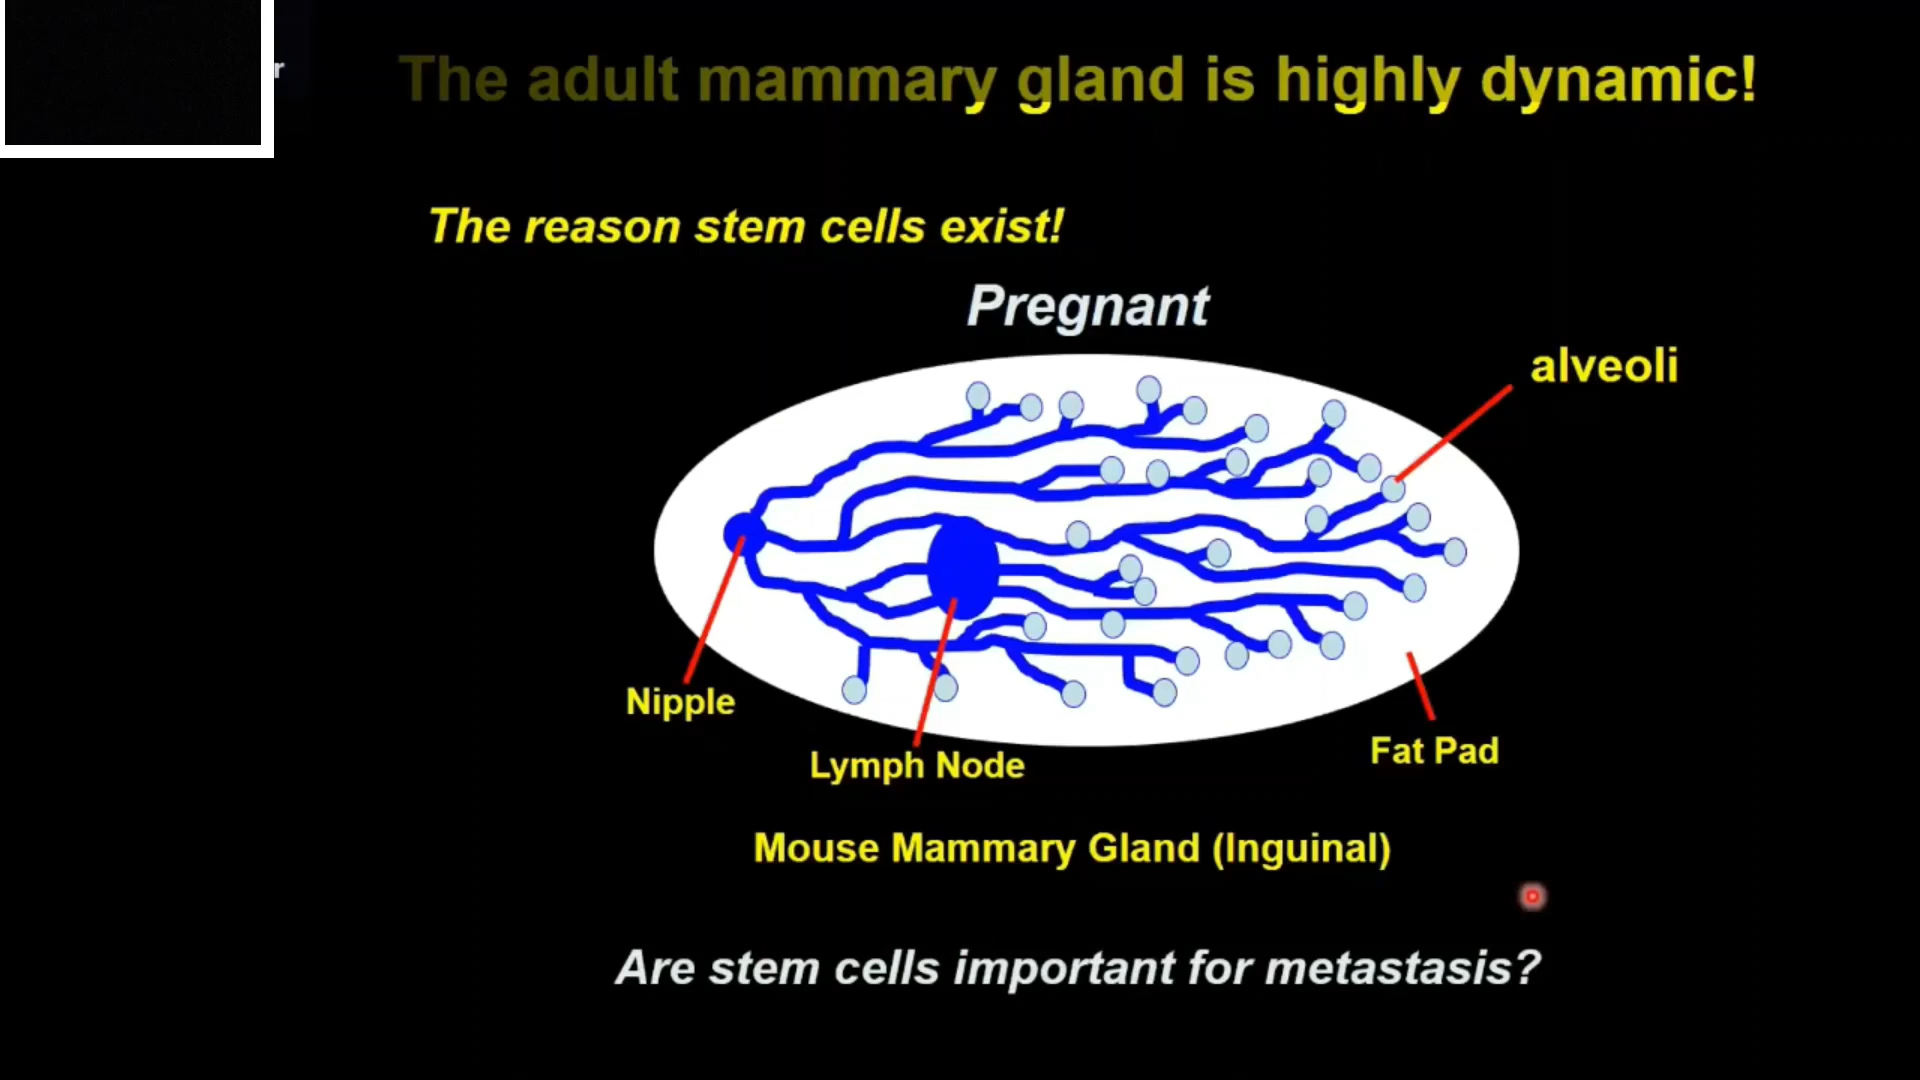 r
The adult mammary gland is highly dynamic!
The reason stem cells exist!
Pregnant
alveoli
Nipple
Lymph Node
Fat Pad
Mouse Mammary Gland (Inguinal)
Are stem cells important for metastasis?